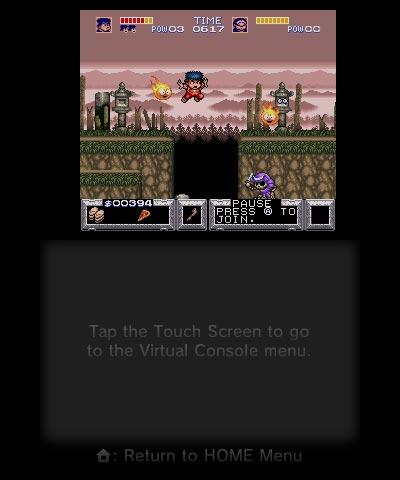 TIME
POW03 0617 POW00
$00394
PAUSE
PRESS Ⓐ TO
JOIN.
Tap the Touch Screen to go
to the Virtual Console menu.
: Return to HOME Menu